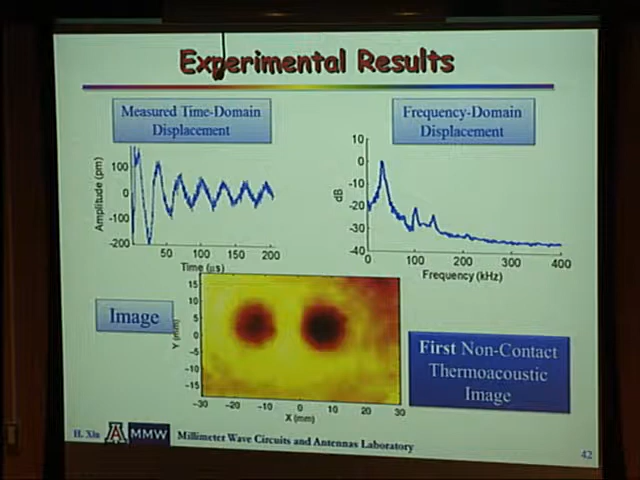 Experimental Results
Measured Time-Domain
Displacement
Frequency-Domain
Displacement
Amplitude (pm)
100
0
-100
-200
50
100
150
200
Time (µs)
dB
10
0
-10
-20
-30
-40
0
100
200
300
400
Frequency (kHz)
Image
Y (mm)
15
10
5
0
-5
-10
-15
-30
-20
-10
0
10
20
30
X (mm)
First Non-Contact
Thermoacoustic
Image
H. Xin
A
MMW
Millimeter Wave Circuits and Antennas Laboratory
42